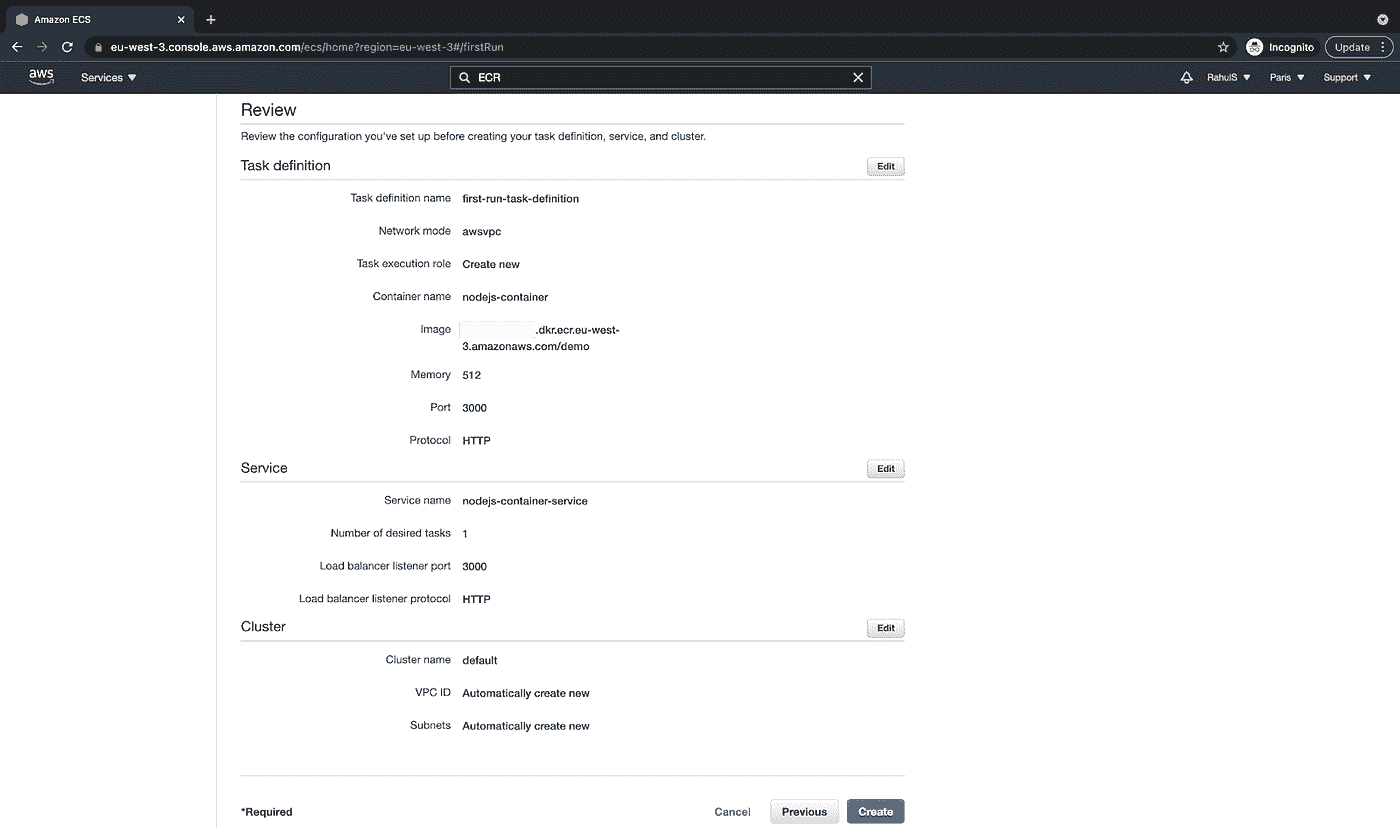 Amazon ECS
eu-west-3.console.aws.amazon.com/ecs/home?region=eu-west-3#/firstRun
Incognito
Update
aws
Services
ECR
RahulS
Paris
Support
Review
Review the configuration you've set up before creating your task definition, service, and cluster.
Task definition
Edit
Task definition name first-run-task-definition
Network mode awsvpc
Task execution role Create new
Container name nodejs-container
Image .dkr.ecr.eu-west-
3.amazonaws.com/demo
Memory 512
Port 3000
Protocol HTTP
Service
Edit
Service name nodejs-container-service
Number of desired tasks 1
Load balancer listener port 3000
Load balancer listener protocol HTTP
Cluster
Edit
Cluster name default
VPC ID Automatically create new
Subnets Automatically create new
*Required
Cancel
Previous
Create